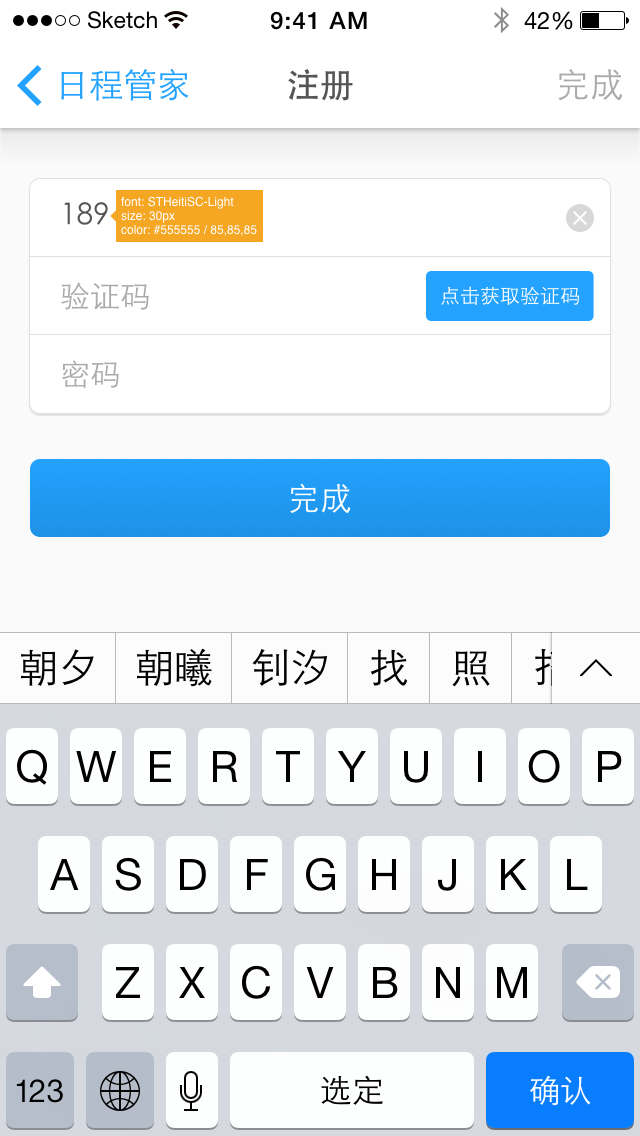 Sketch 9:41 AM 42%
日程管家 注册 完成
189
font: STHeitiSC-Light
size: 30px
color: #555555 / 85,85,85
验证码 点击获取验证码
密码
完成
朝夕 朝曦 钊汐 找 照
Q W E R T Y U I O P
A S D F G H J K L
Z X C V B N M
123 选定 确认